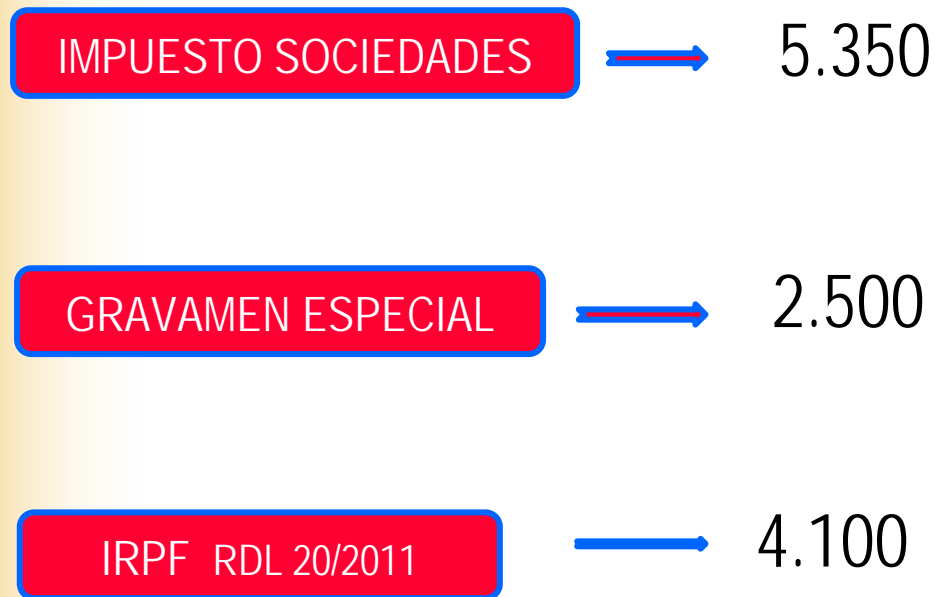 IMPUESTO SOCIEDADES 5.350
GRAVAMEN ESPECIAL 2.500
IRPF RDL 20/2011 4.100